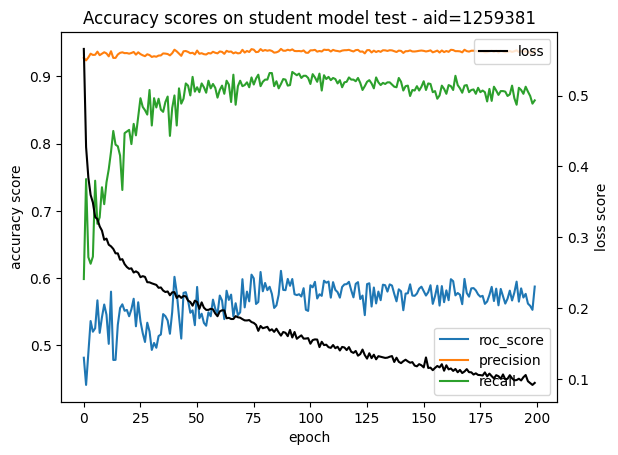 Accuracy scores on student model test - aid=1259381
loss
0.9
0.8
0.7
0.6
0.5
accuracy score
0.5
0.4
0.3
0.2
0.1
loss score
roc_score
precision
recall
0
25
50
75
100
125
150
175
200
epoch